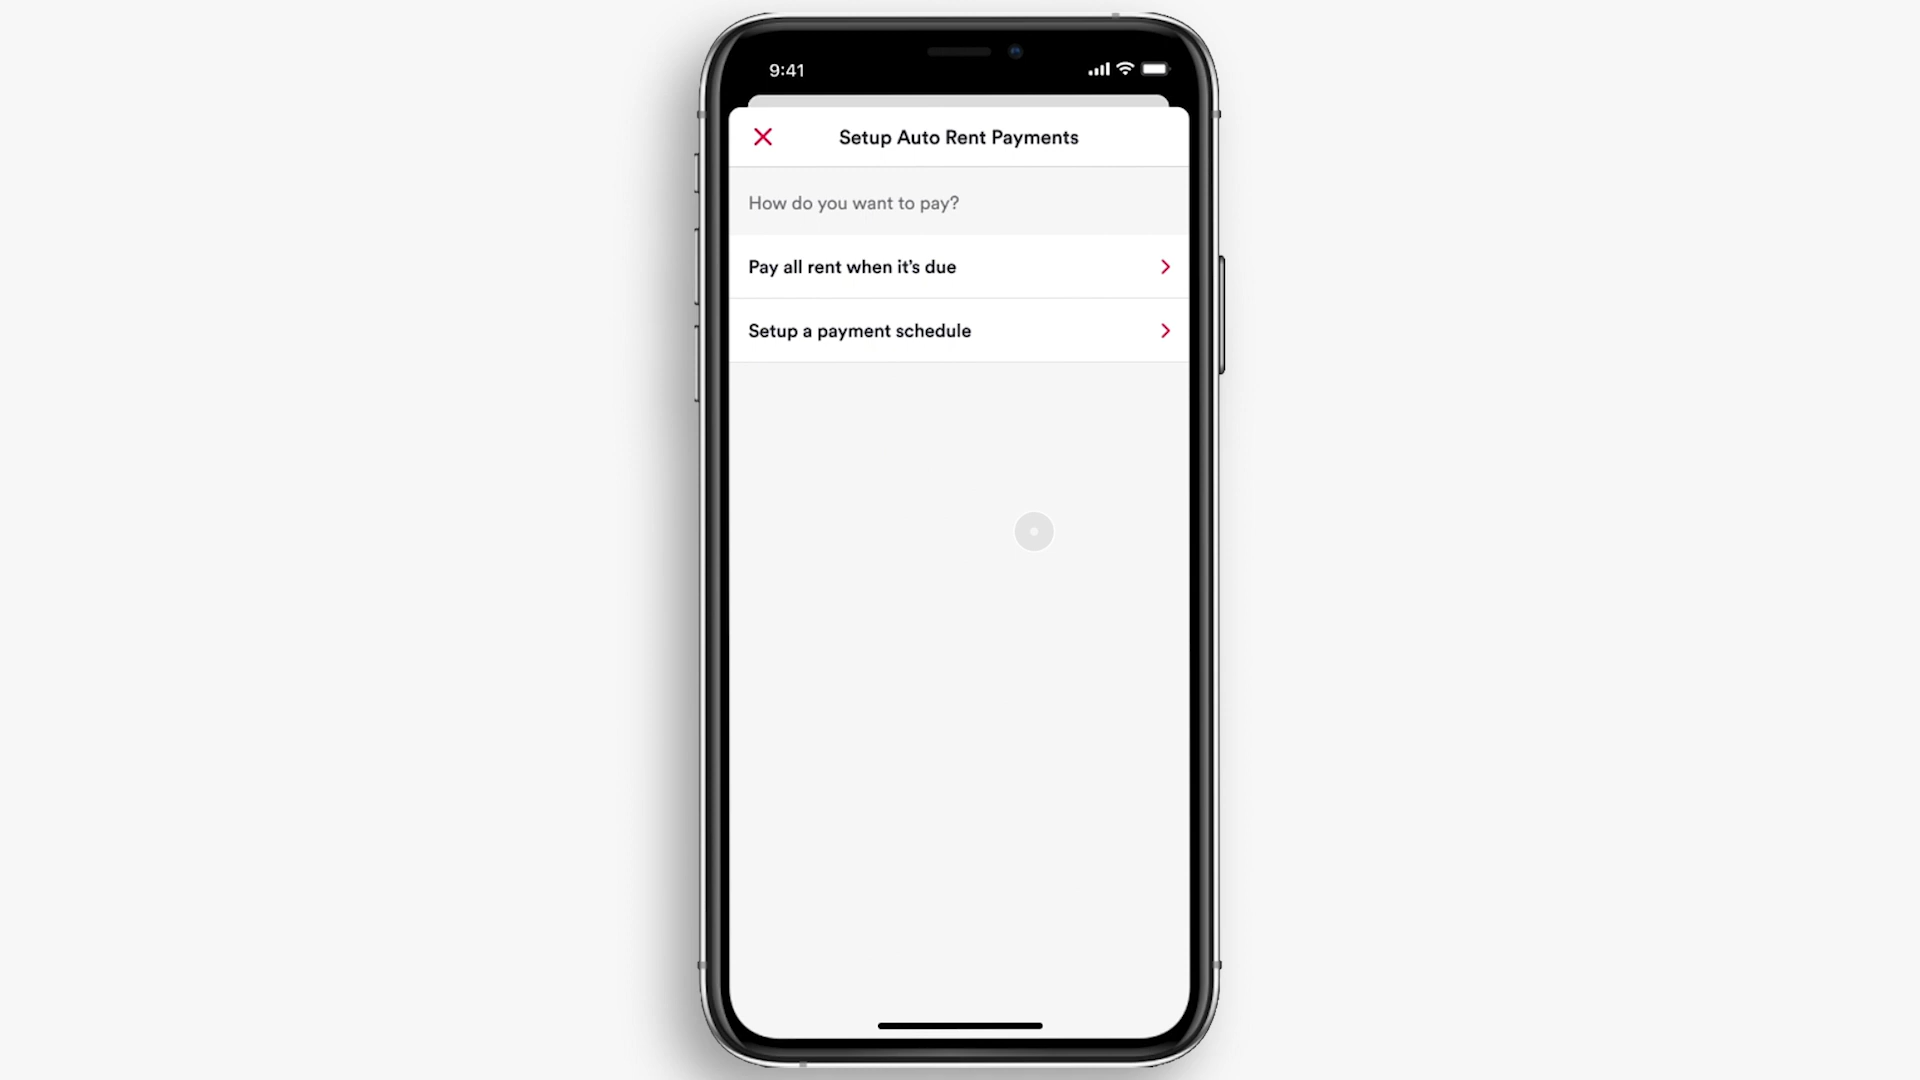 9:41
Setup Auto Rent Payments
How do you want to pay?
Pay all rent when it’s due
Setup a payment schedule